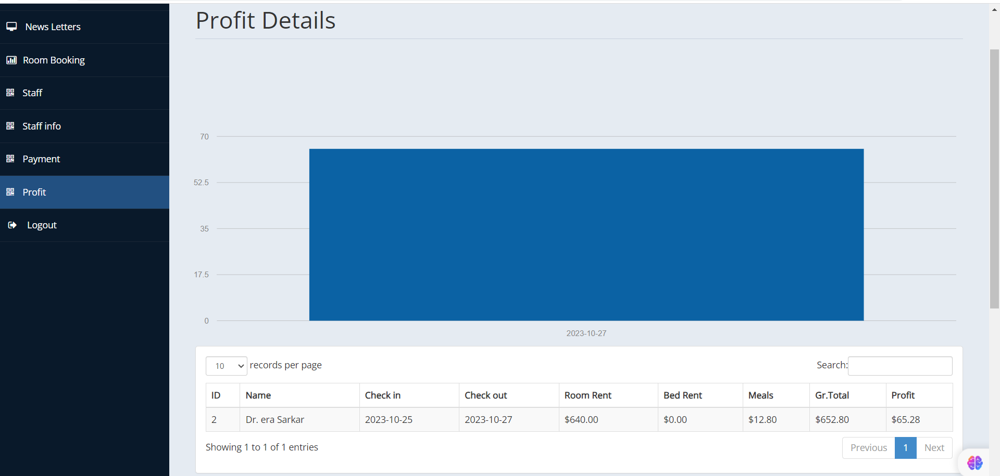 News Letters
Room Booking
Staff
Staff info
Payment
Profit
Logout
Profit Details
70
52.5
35
17.5
0
2023-10-27
10 records per page
Search:
ID Name Check in Check out Room Rent Bed Rent Meals Gr.Total Profit
2 Dr. era Sarkar 2023-10-25 2023-10-27 $640.00 $0.00 $12.80 $652.80 $65.28
Showing 1 to 1 of 1 entries
Previous 1 Next